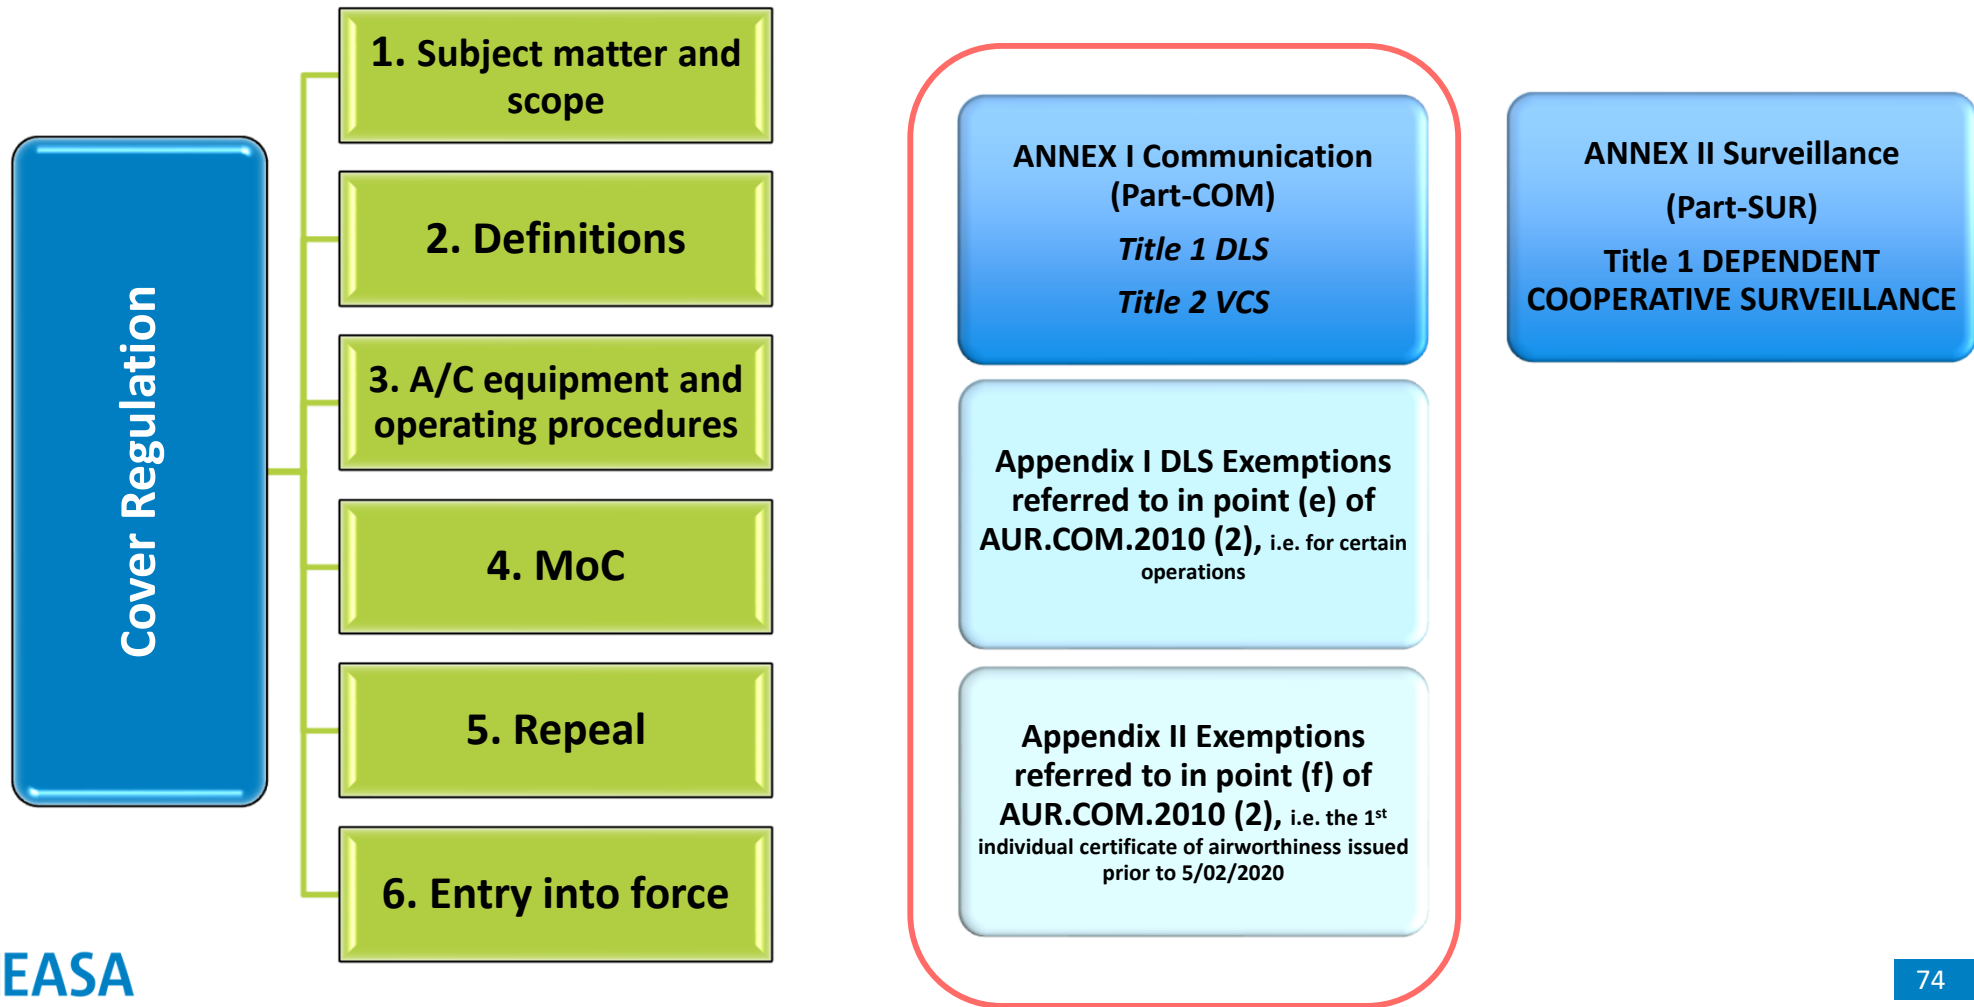 Cover Regulation
1. Subject matter and
scope
2. Definitions
3. A/C equipment and
operating procedures
4. MoC
5. Repeal
6. Entry into force
ANNEX I Communication
(Part-COM)
Title 1 DLS
Title 2 VCS
Appendix I DLS Exemptions
referred to in point (e) of
AUR.COM.2010 (2), i.e. for certain
operations
Appendix II Exemptions
referred to in point (f) of
AUR.COM.2010 (2), i.e. the 1st
individual certificate of airworthiness issued
prior to 5/02/2020
ANNEX II Surveillance
(Part-SUR)
Title 1 DEPENDENT
COOPERATIVE SURVEILLANCE
EASA
74